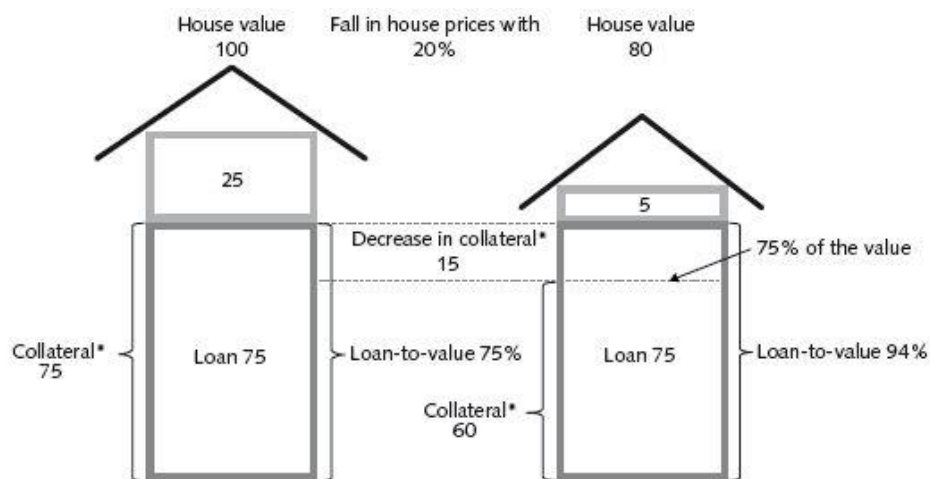 House value
100
Fall in house prices with
20%
House value
80
25
5
Decrease in collateral*
15
75% of the value
Collateral*
75
Loan 75
Loan-to-value 75%
Loan 75
Loan-to-value 94%
Collateral*
60